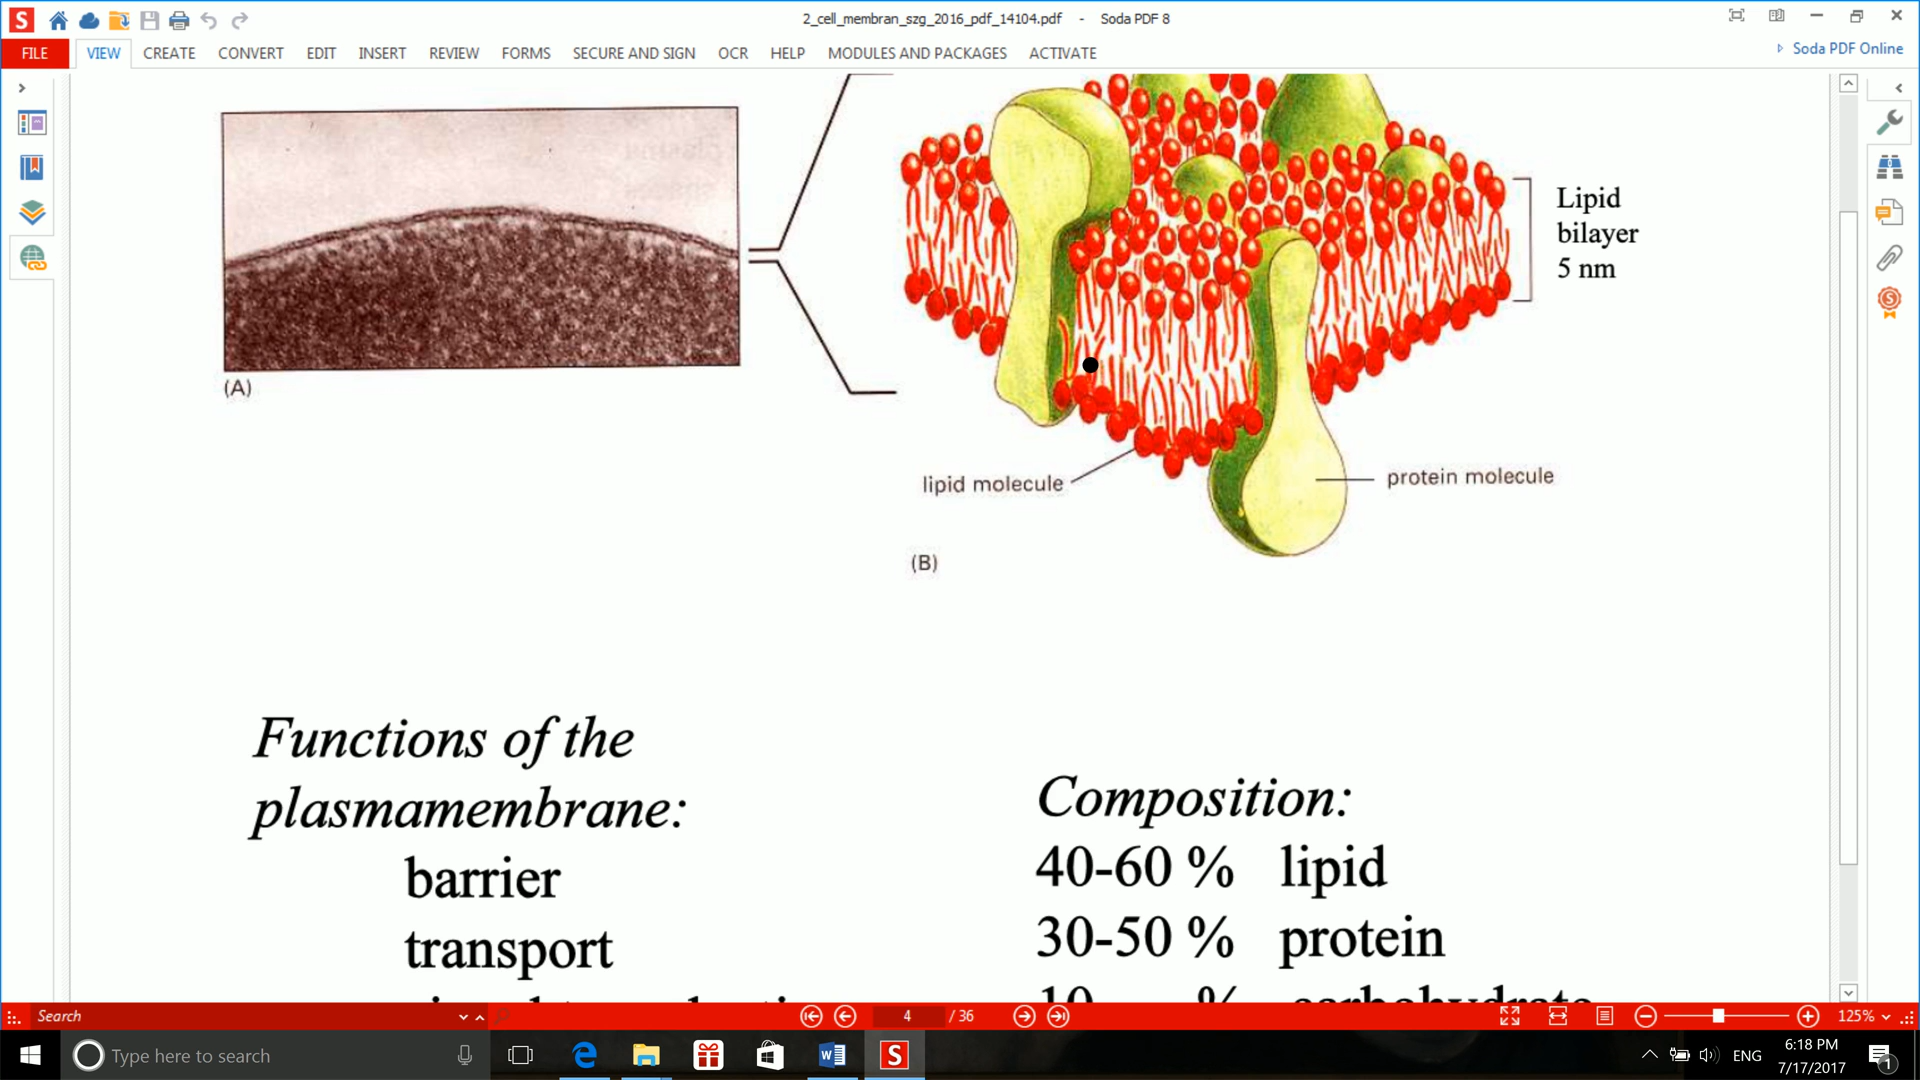 2_cell_membran_szg_2016_pdf_14104.pdf - Soda PDF 8
FILE VIEW CREATE CONVERT EDIT INSERT REVIEW FORMS SECURE AND SIGN OCR HELP MODULES AND PACKAGES ACTIVATE
Soda PDF Online
Lipid
bilayer
5 nm
(A)
lipid molecule
protein molecule
(B)
Functions of the
plasmamembrane:
barrier
transport
Composition:
40-60 % lipid
30-50 % protein
10 % carbohydrate
Search
4 / 36
125%
Type here to search
ENG
6:18 PM
7/17/2017
1